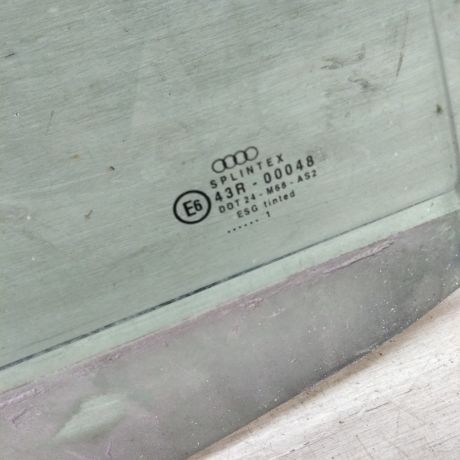 SPLINTEX
E6 43R - 00048
DOT 24 - M68 - AS2
ESG tinted
...... 1